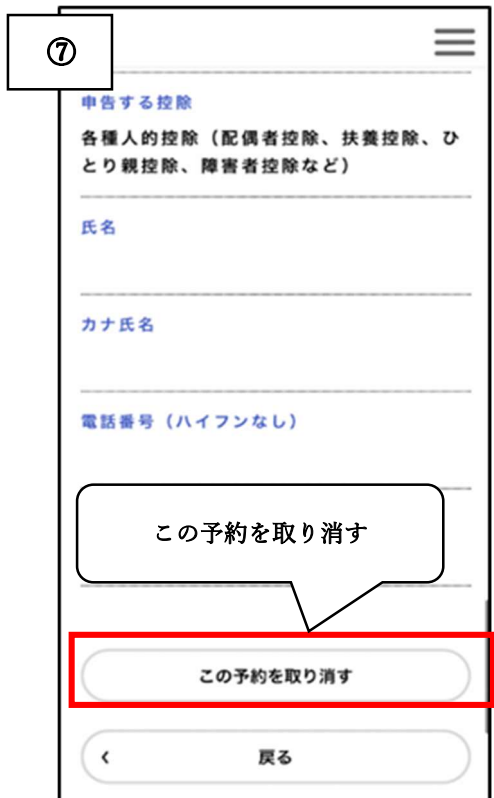 ⑦
申告する控除
各種人的控除（配偶者控除、扶養控除、ひ
とり親控除、障害者控除など）
氏名
カナ氏名
電話番号（ハイフンなし）
この予約を取り消す
この予約を取り消す
戻る